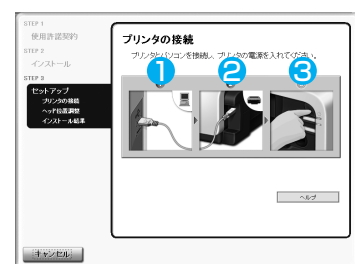 STEP 1
使用許諾契約
STEP 2
インストール
STEP 3
セットアップ
プリンタの接続
ヘッド位置調整
インストール結果
プリンタの接続
プリンタとパソコンを接続し、プリンタの電源を入れてください。
1 2 3
ヘルプ
キャンセル